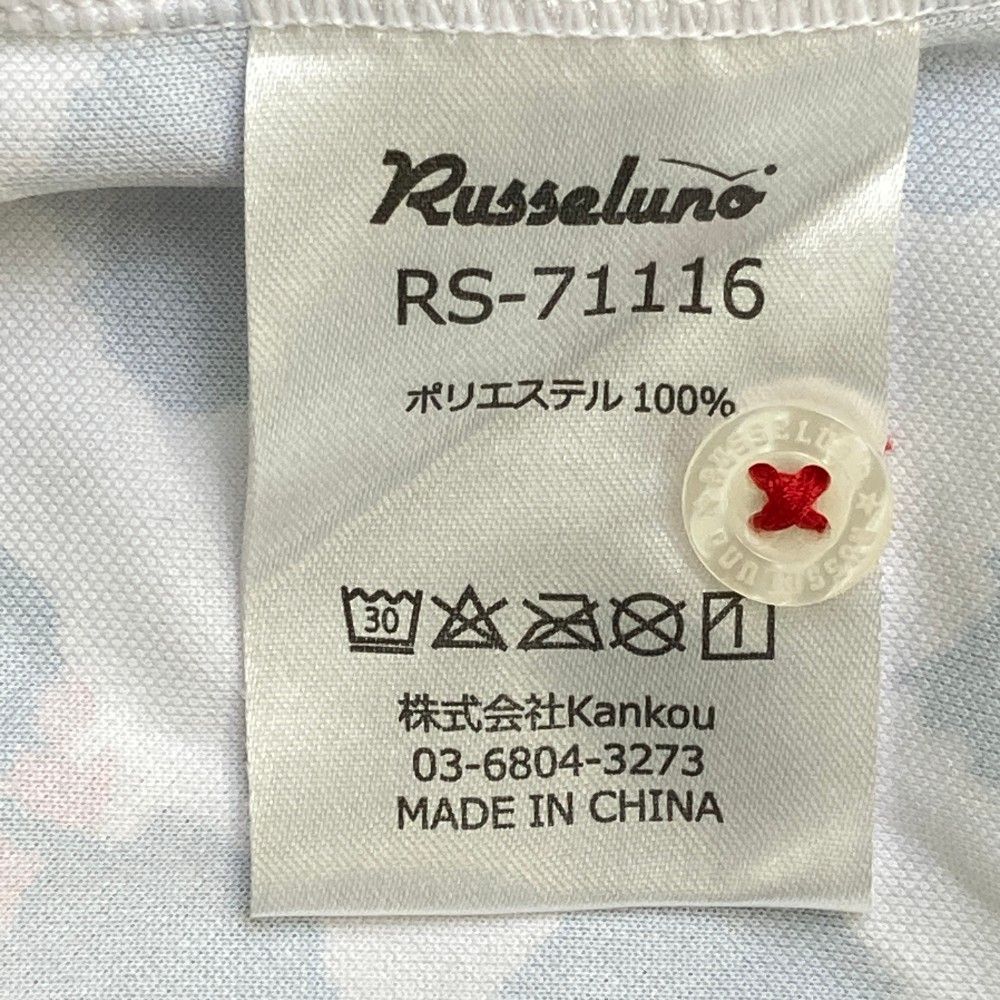 Russeluno
RS-71116
ポリエステル 100%
30
1
株式会社Kankou
03-6804-3273
MADE IN CHINA